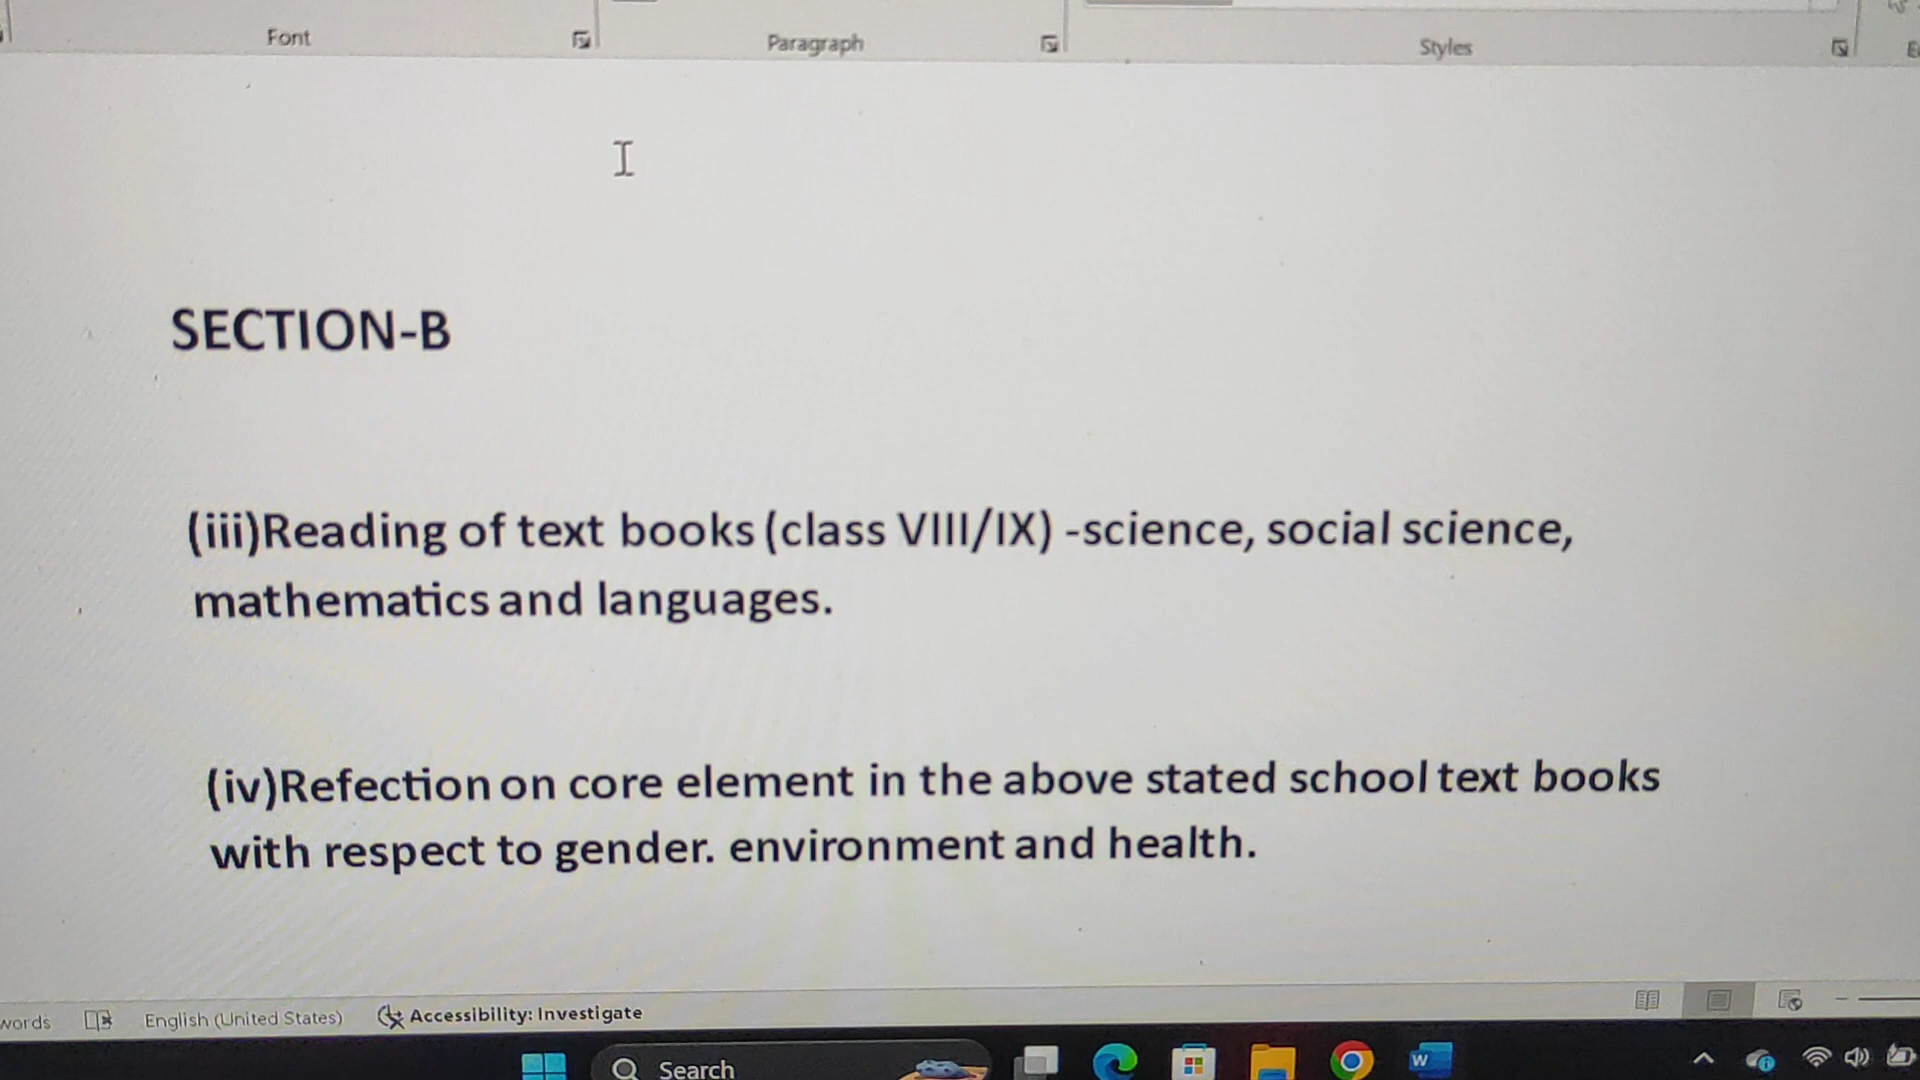 Font Paragraph Styles
SECTION-B
(iii)Reading of text books (class VIII/IX) -science, social science,
mathematics and languages.
(iv)Refection on core element in the above stated school text books
with respect to gender. environment and health.
words English (United States) Accessibility: Investigate
Search